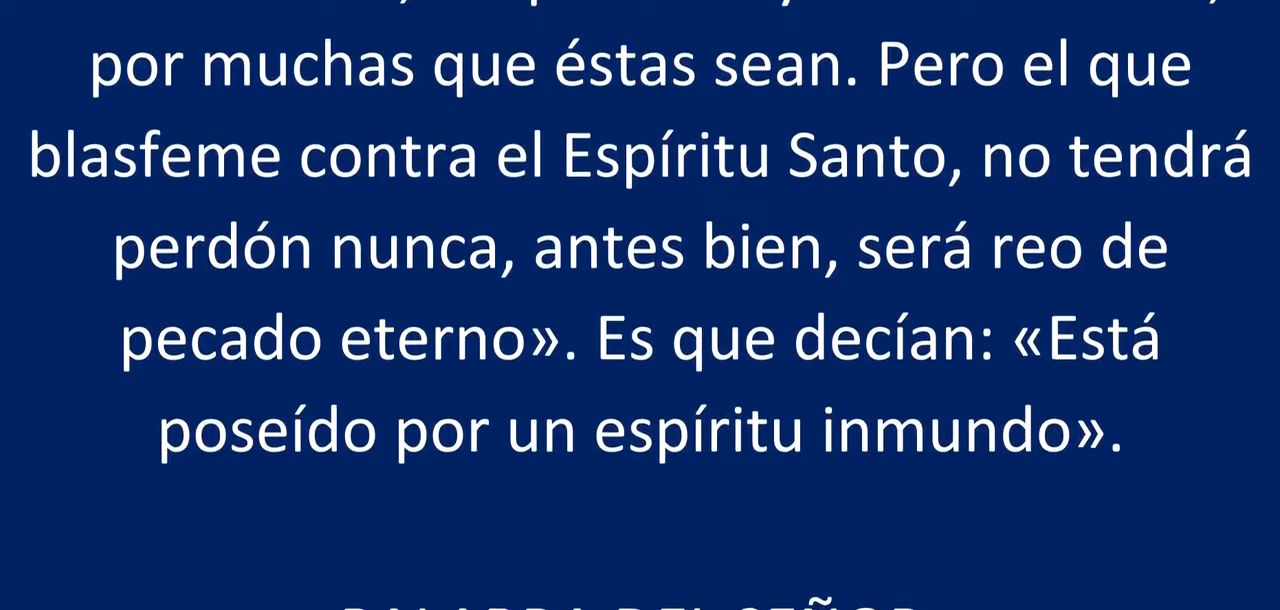 por muchas que éstas sean. Pero el que
blasfeme contra el Espíritu Santo, no tendrá
perdón nunca, antes bien, será reo de
pecado eterno». Es que decían: «Está
poseído por un espíritu inmundo».